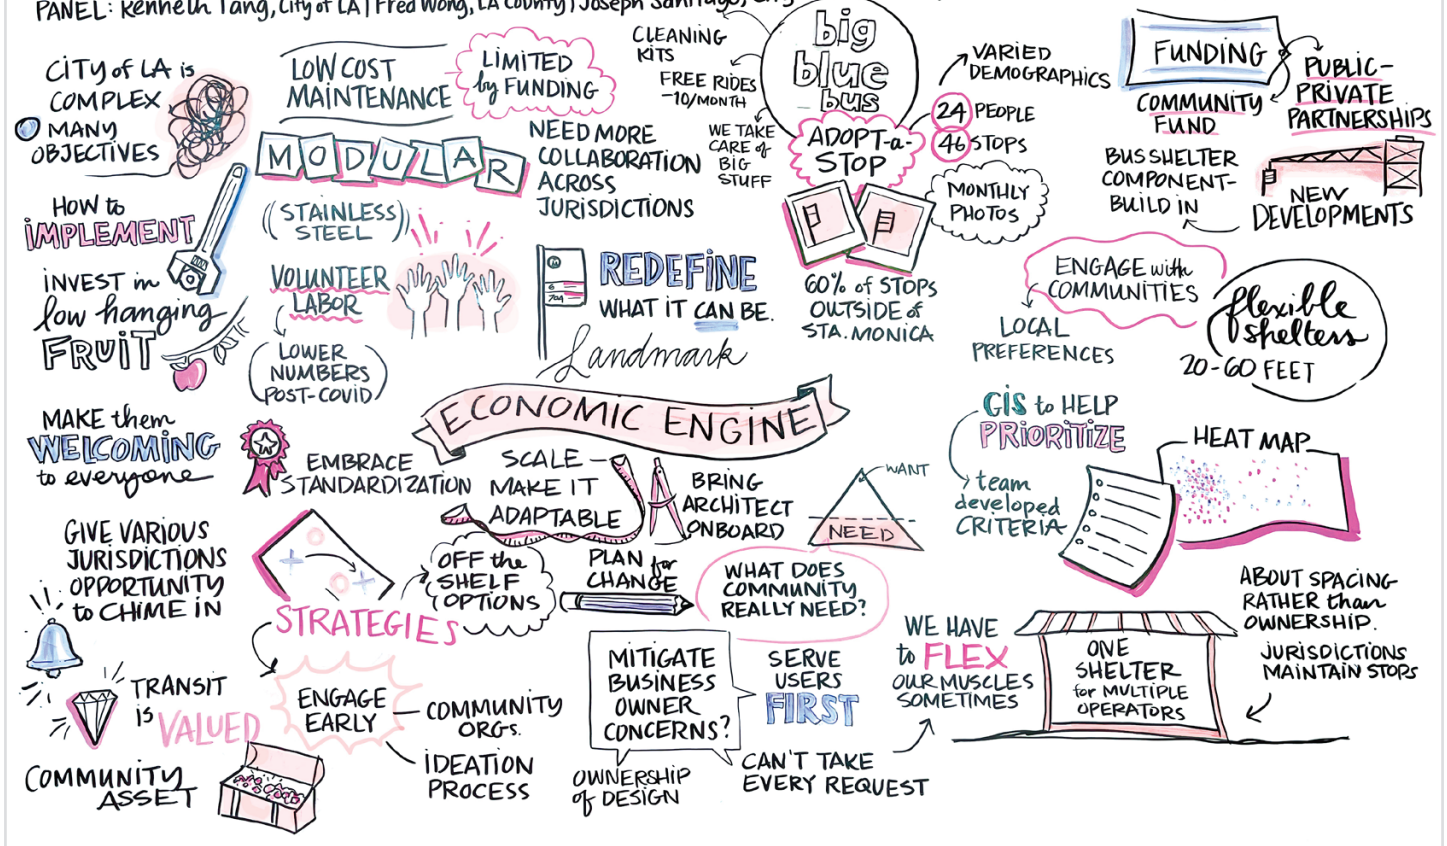 PANEL: Kenneth Tang, City of LA | Fred Wong, LA County | Joseph Santiago, City
CITY of LA is
COMPLEX
MANY
OBJECTIVES
HOW to
IMPLEMENT
INVEST in
low hanging
FRUIT
MAKE them
WELCOMING
to everyone
GIVE VARIOUS
JURISDICTIONS
OPPORTUNITY
to CHIME IN
TRANSIT
is VALUED
COMMUNITY
ASSET
LOW COST
MAINTENANCE
LIMITED
by FUNDING
MODULAR
(STAINLESS)
STEEL
VOLUNTEER
LABOR
(LOWER
NUMBERS
POST-COVID)
NEED MORE
COLLABORATION
ACROSS
JURISDICTIONS
REDEFINE
WHAT IT CAN BE.
Landmark
6
70A
CLEANING
KITS
FREE RIDES
-10/MONTH
WE TAKE
CARE of
BIG
STUFF
big
blue
bus
ADOPT-a-
STOP
VARIED
DEMOGRAPHICS
24 PEOPLE
46 STOPS
MONTHLY
PHOTOS
60% of STOPS
OUTSIDE of
STA. MONICA
FUNDING
COMMUNITY
FUND
PUBLIC-
PRIVATE
PARTNERSHIPS
BUS SHELTER
COMPONENT-
BUILD IN
NEW
DEVELOPMENTS
ENGAGE with
COMMUNITIES
LOCAL
PREFERENCES
flexible
shelters
20-60 FEET
ECONOMIC ENGINE
EMBRACE
STANDARDIZATION
SCALE-
MAKE IT
ADAPTABLE
BRING
ARCHITECT
ONBOARD
WANT
NEED
GIS to HELP
PRIORITIZE
team
developed
CRITERIA
HEAT MAP
STRATEGIES
OFF the
SHELF
OPTIONS
PLAN for
CHANGE
WHAT DOES
COMMUNITY
REALLY NEED?
ENGAGE
EARLY
COMMUNITY
ORGs.
IDEATION
PROCESS
MITIGATE
BUSINESS
OWNER
CONCERNS?
OWNERSHIP
of DESIGN
SERVE
USERS
FIRST
CAN'T TAKE
EVERY REQUEST
WE HAVE
to FLEX
OUR MUSCLES
SOMETIMES
ONE
SHELTER
for MULTIPLE
OPERATORS
ABOUT SPACING
RATHER than
OWNERSHIP.
JURISDICTIONS
MAINTAIN STOPS